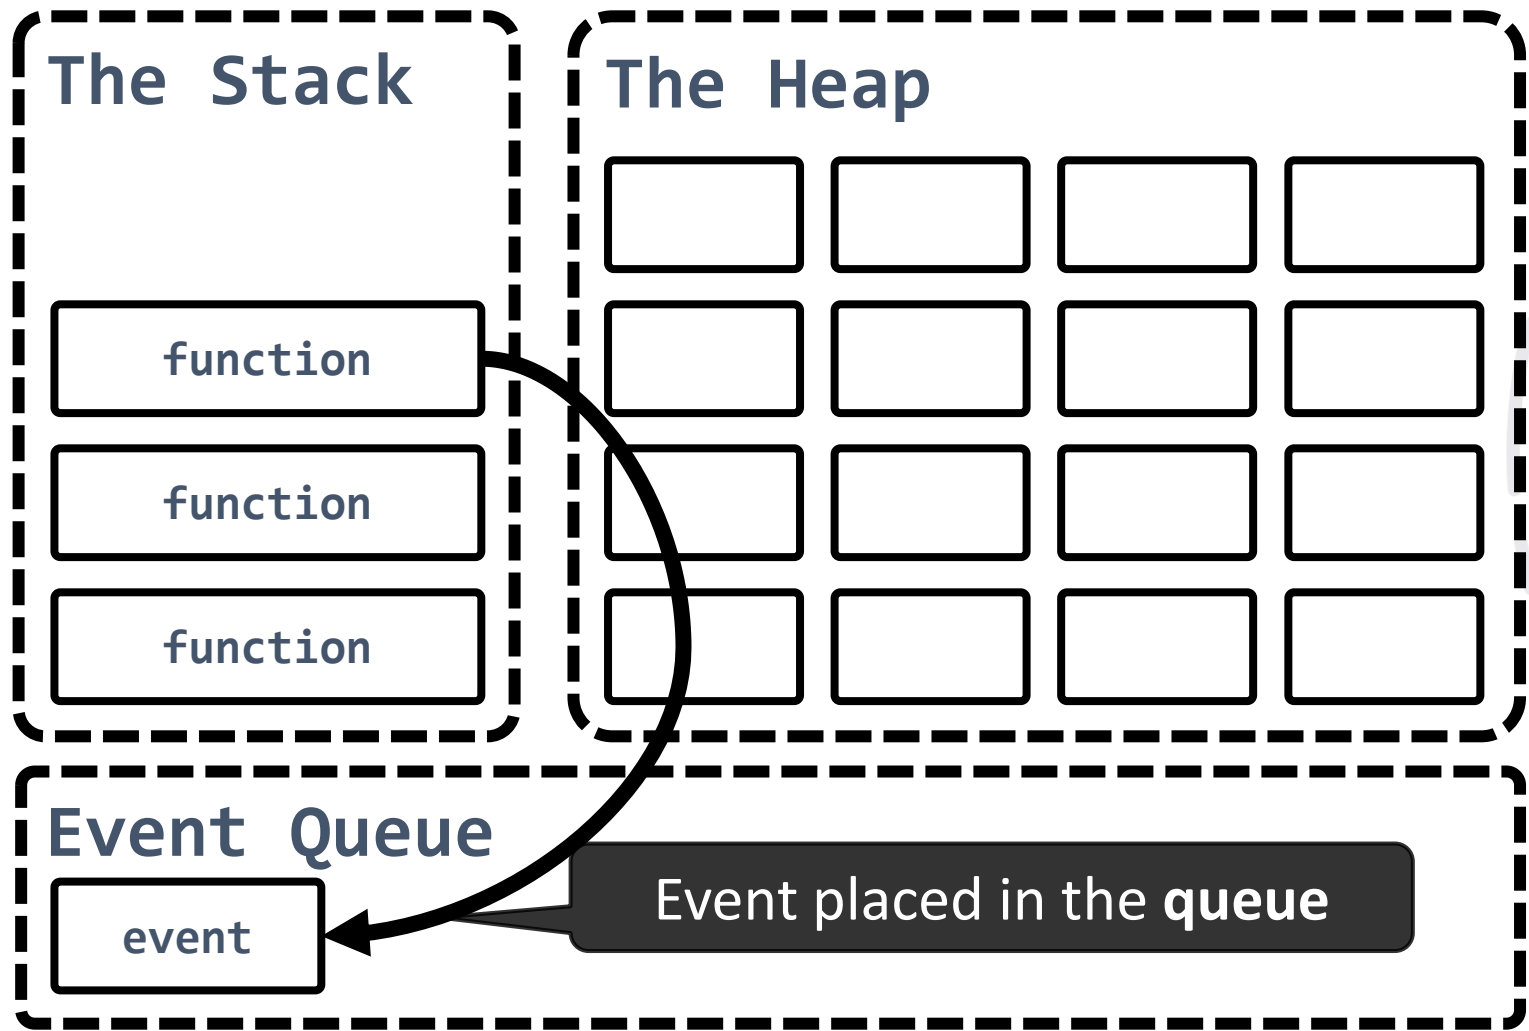 The Stack
The Heap
function
function
function
Event Queue
event
Event placed in the queue